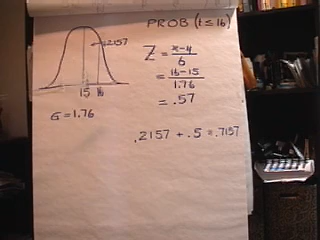 PROB (t ≤ 16)
.2157
Z = x-μ/σ
= 16-15/1.76
= .57
15 16
σ = 1.76
.2157 + .5 = .7157